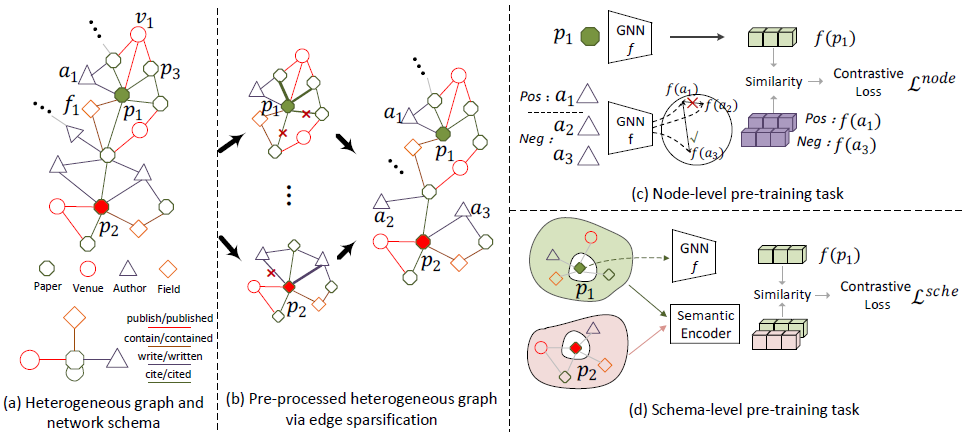 v1
a1
p3
f1
p1
p2
Paper
Venue
Author
Field
publish/published
contain/contained
write/written
cite/cited
(a) Heterogeneous graph and
network schema
p1
...
p2
a1
p1
a2
a3
p2
(b) Pre-processed heterogeneous graph
via edge sparsification
p1
GNN
f
f(p1)
Similarity
Contrastive
Loss
ℒnode
Pos : a1
Neg :
a2
a3
GNN
f
f(a1)
f(a2)
f(a3)
Pos : f(a1)
Neg : f(a3)
(c) Node-level pre-training task
p1
GNN
f
f(p1)
Similarity
Contrastive
Loss
ℒsche
Semantic
Encoder
p2
(d) Schema-level pre-training task